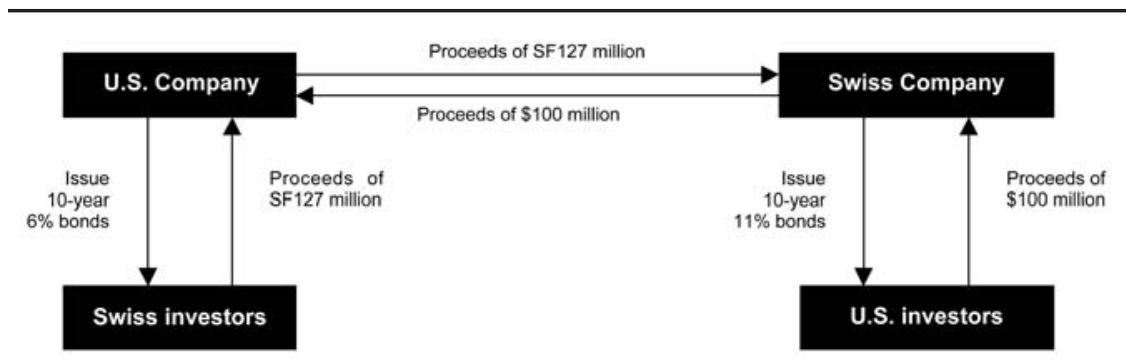 Proceeds of SF127 million
U.S. Company
Swiss Company
Proceeds of $100 million
Issue
10-year
6% bonds
Proceeds of
SF127 million
Issue
10-year
11% bonds
Proceeds of
$100 million
Swiss investors
U.S. investors